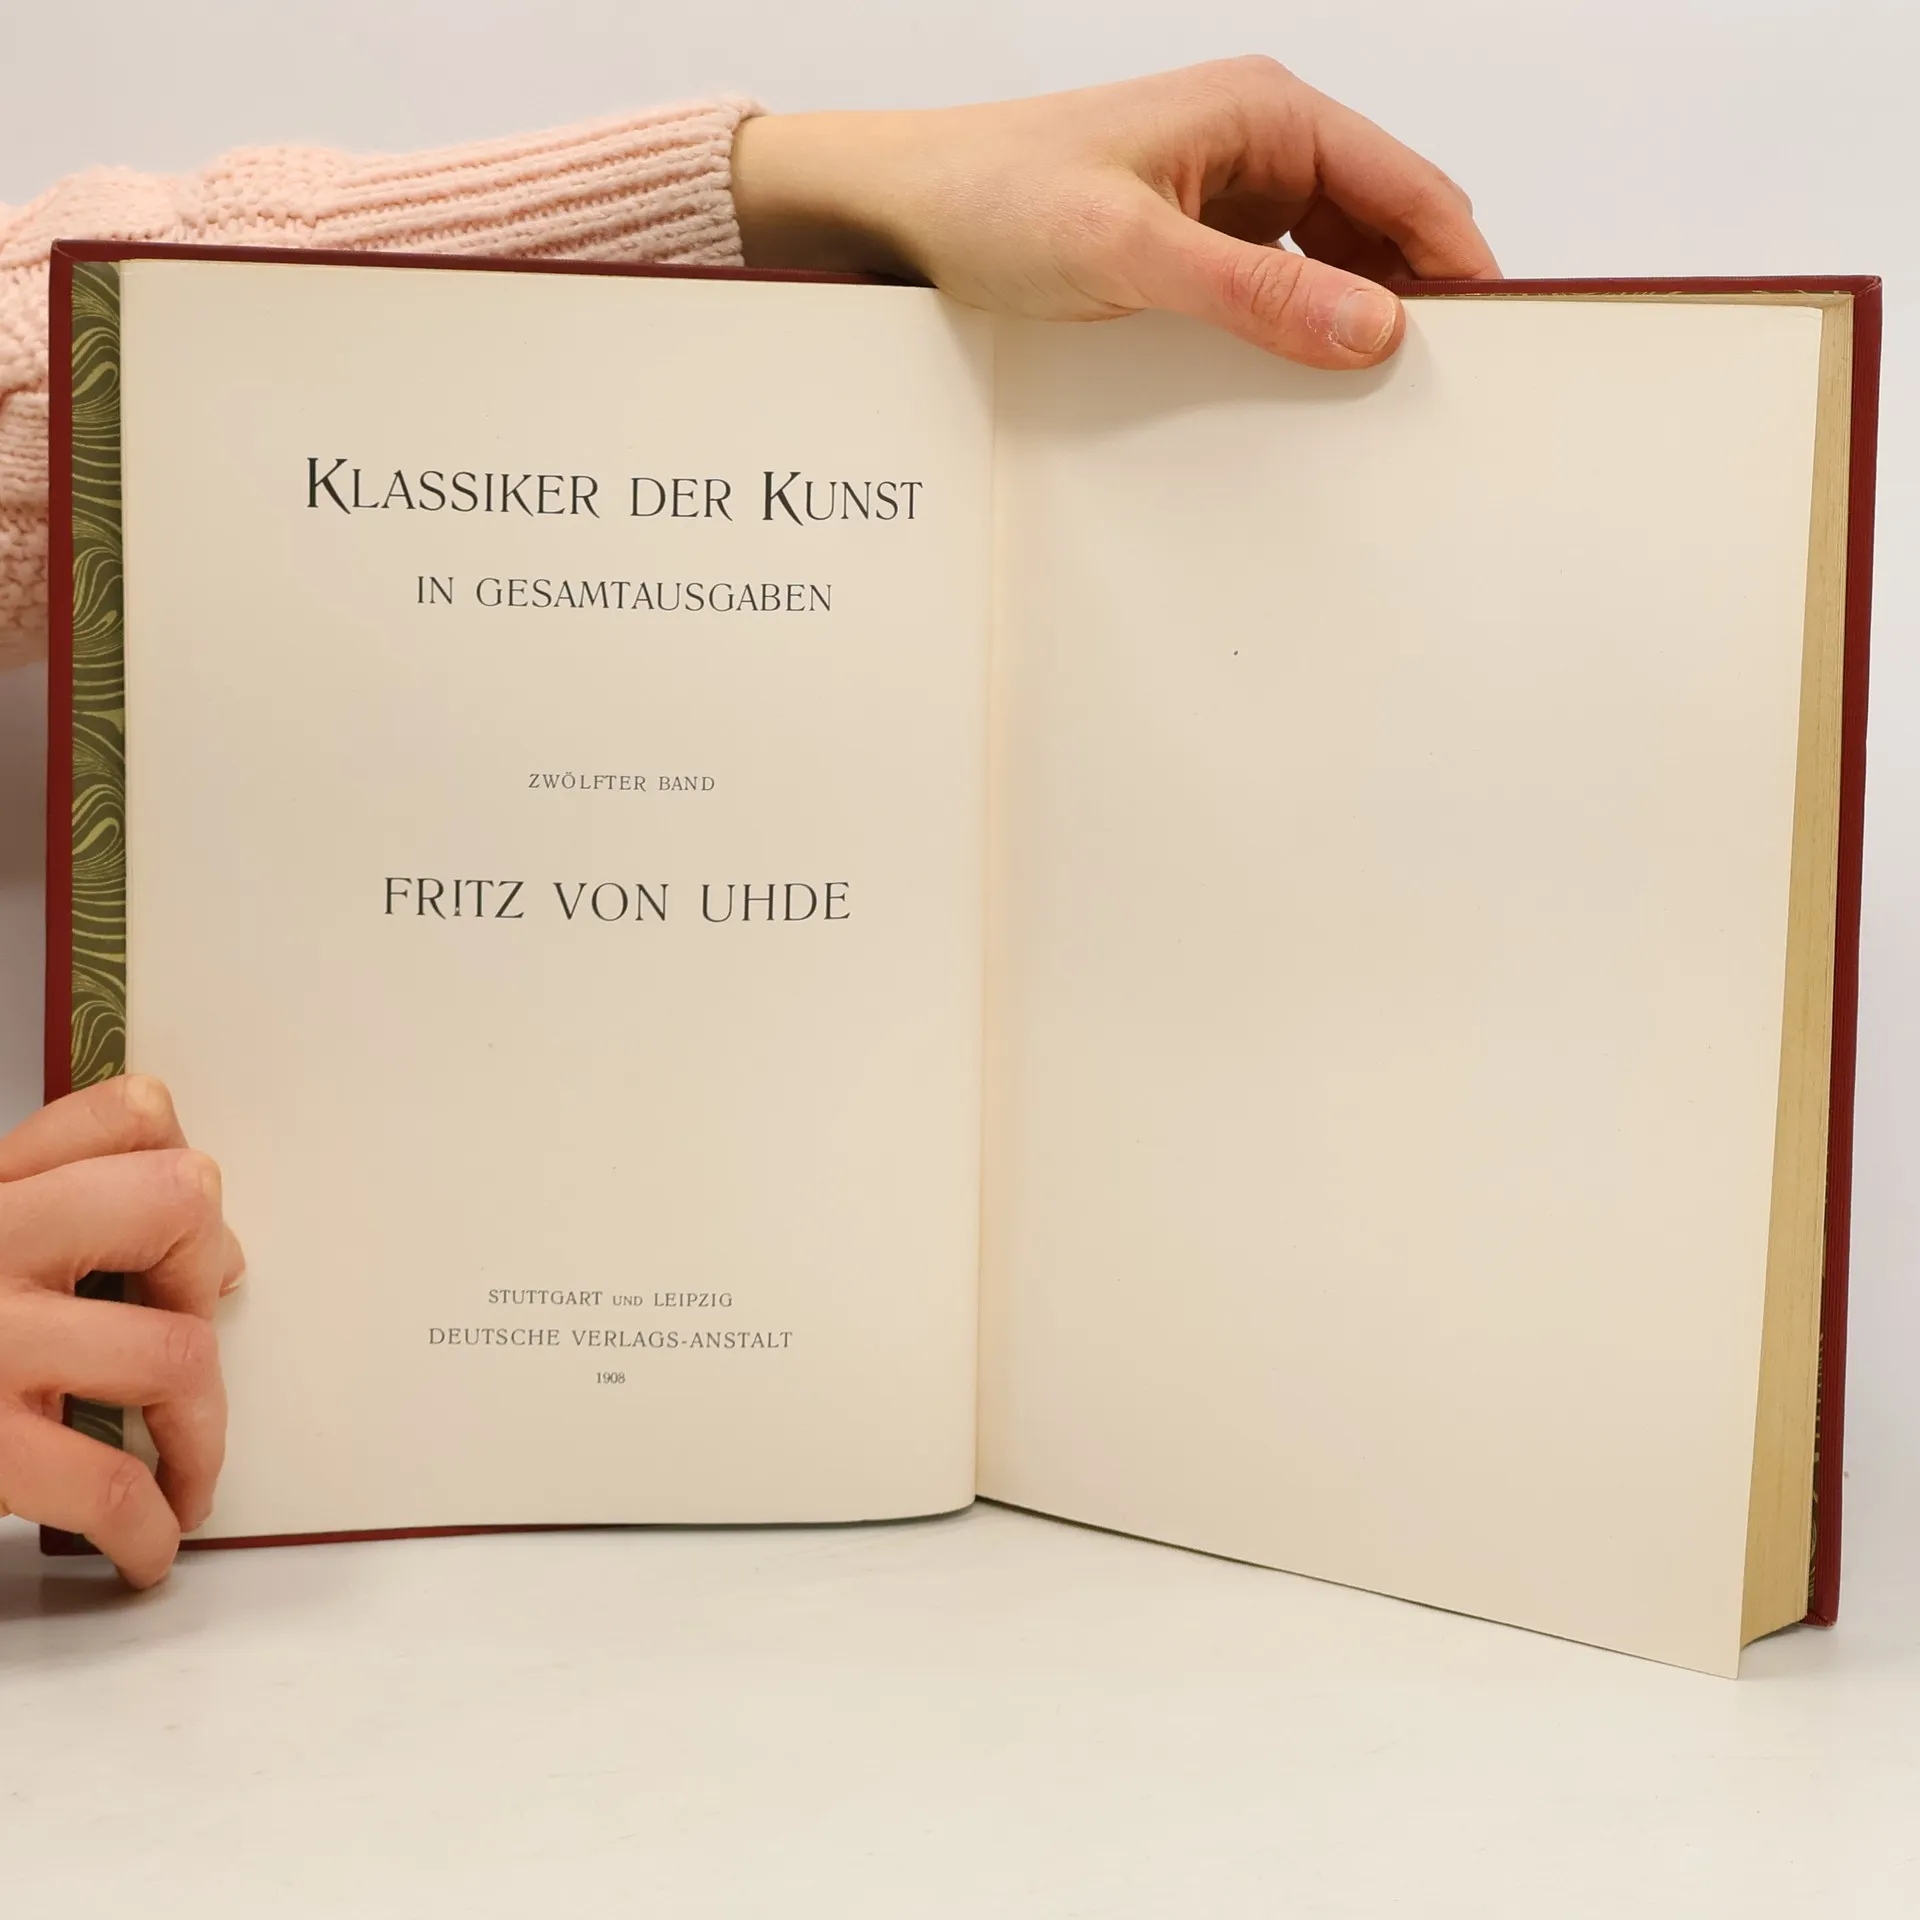 KLASSIKER DER KUNST
IN GESAMTAUSGABEN
ZWÖLFTER BAND
FRITZ VON UHDE
STUTTGART UND LEIPZIG
DEUTSCHE VERLAGS-ANSTALT
1908